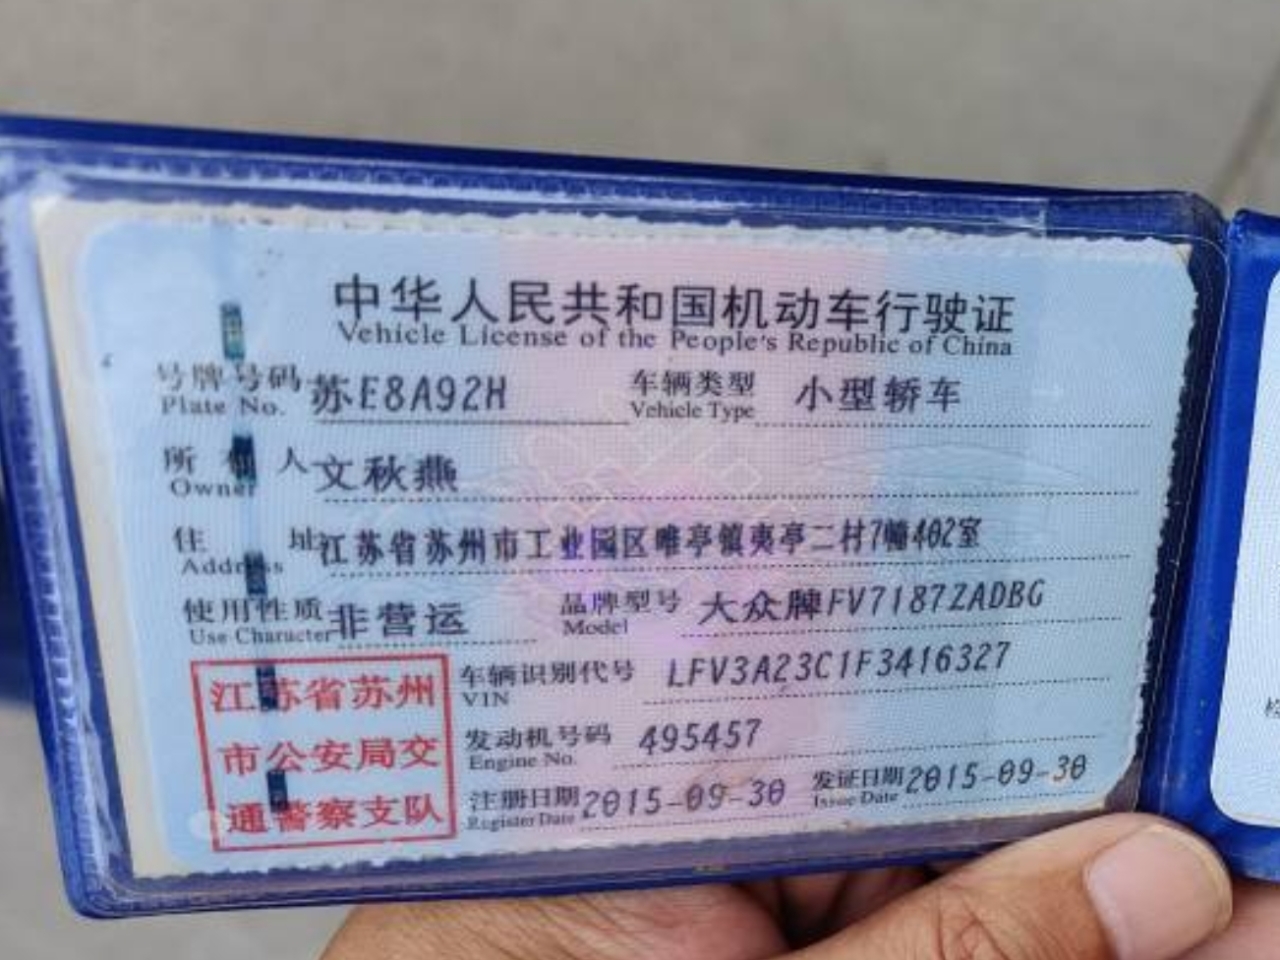 中华人民共和国机动车行驶证
Vehicle License of the People's Republic of China
号牌号码 苏E8A92H 车辆类型 小型轿车
Plate No. Vehicle Type
所有人 文秋燕
Owner
住址 江苏省苏州市工业园区唯亭镇夷亭二村7幢402室
Address
使用性质 非营运 品牌型号 大众牌FV7187ZADBG
Use Character Model
车辆识别代号 LFV3A23C1F3416327
VIN
发动机号码 495457
Engine No.
注册日期 2015-09-30 发证日期 2015-09-30
Register Date Issue Date
江苏省苏州
市公安局交
通警察支队